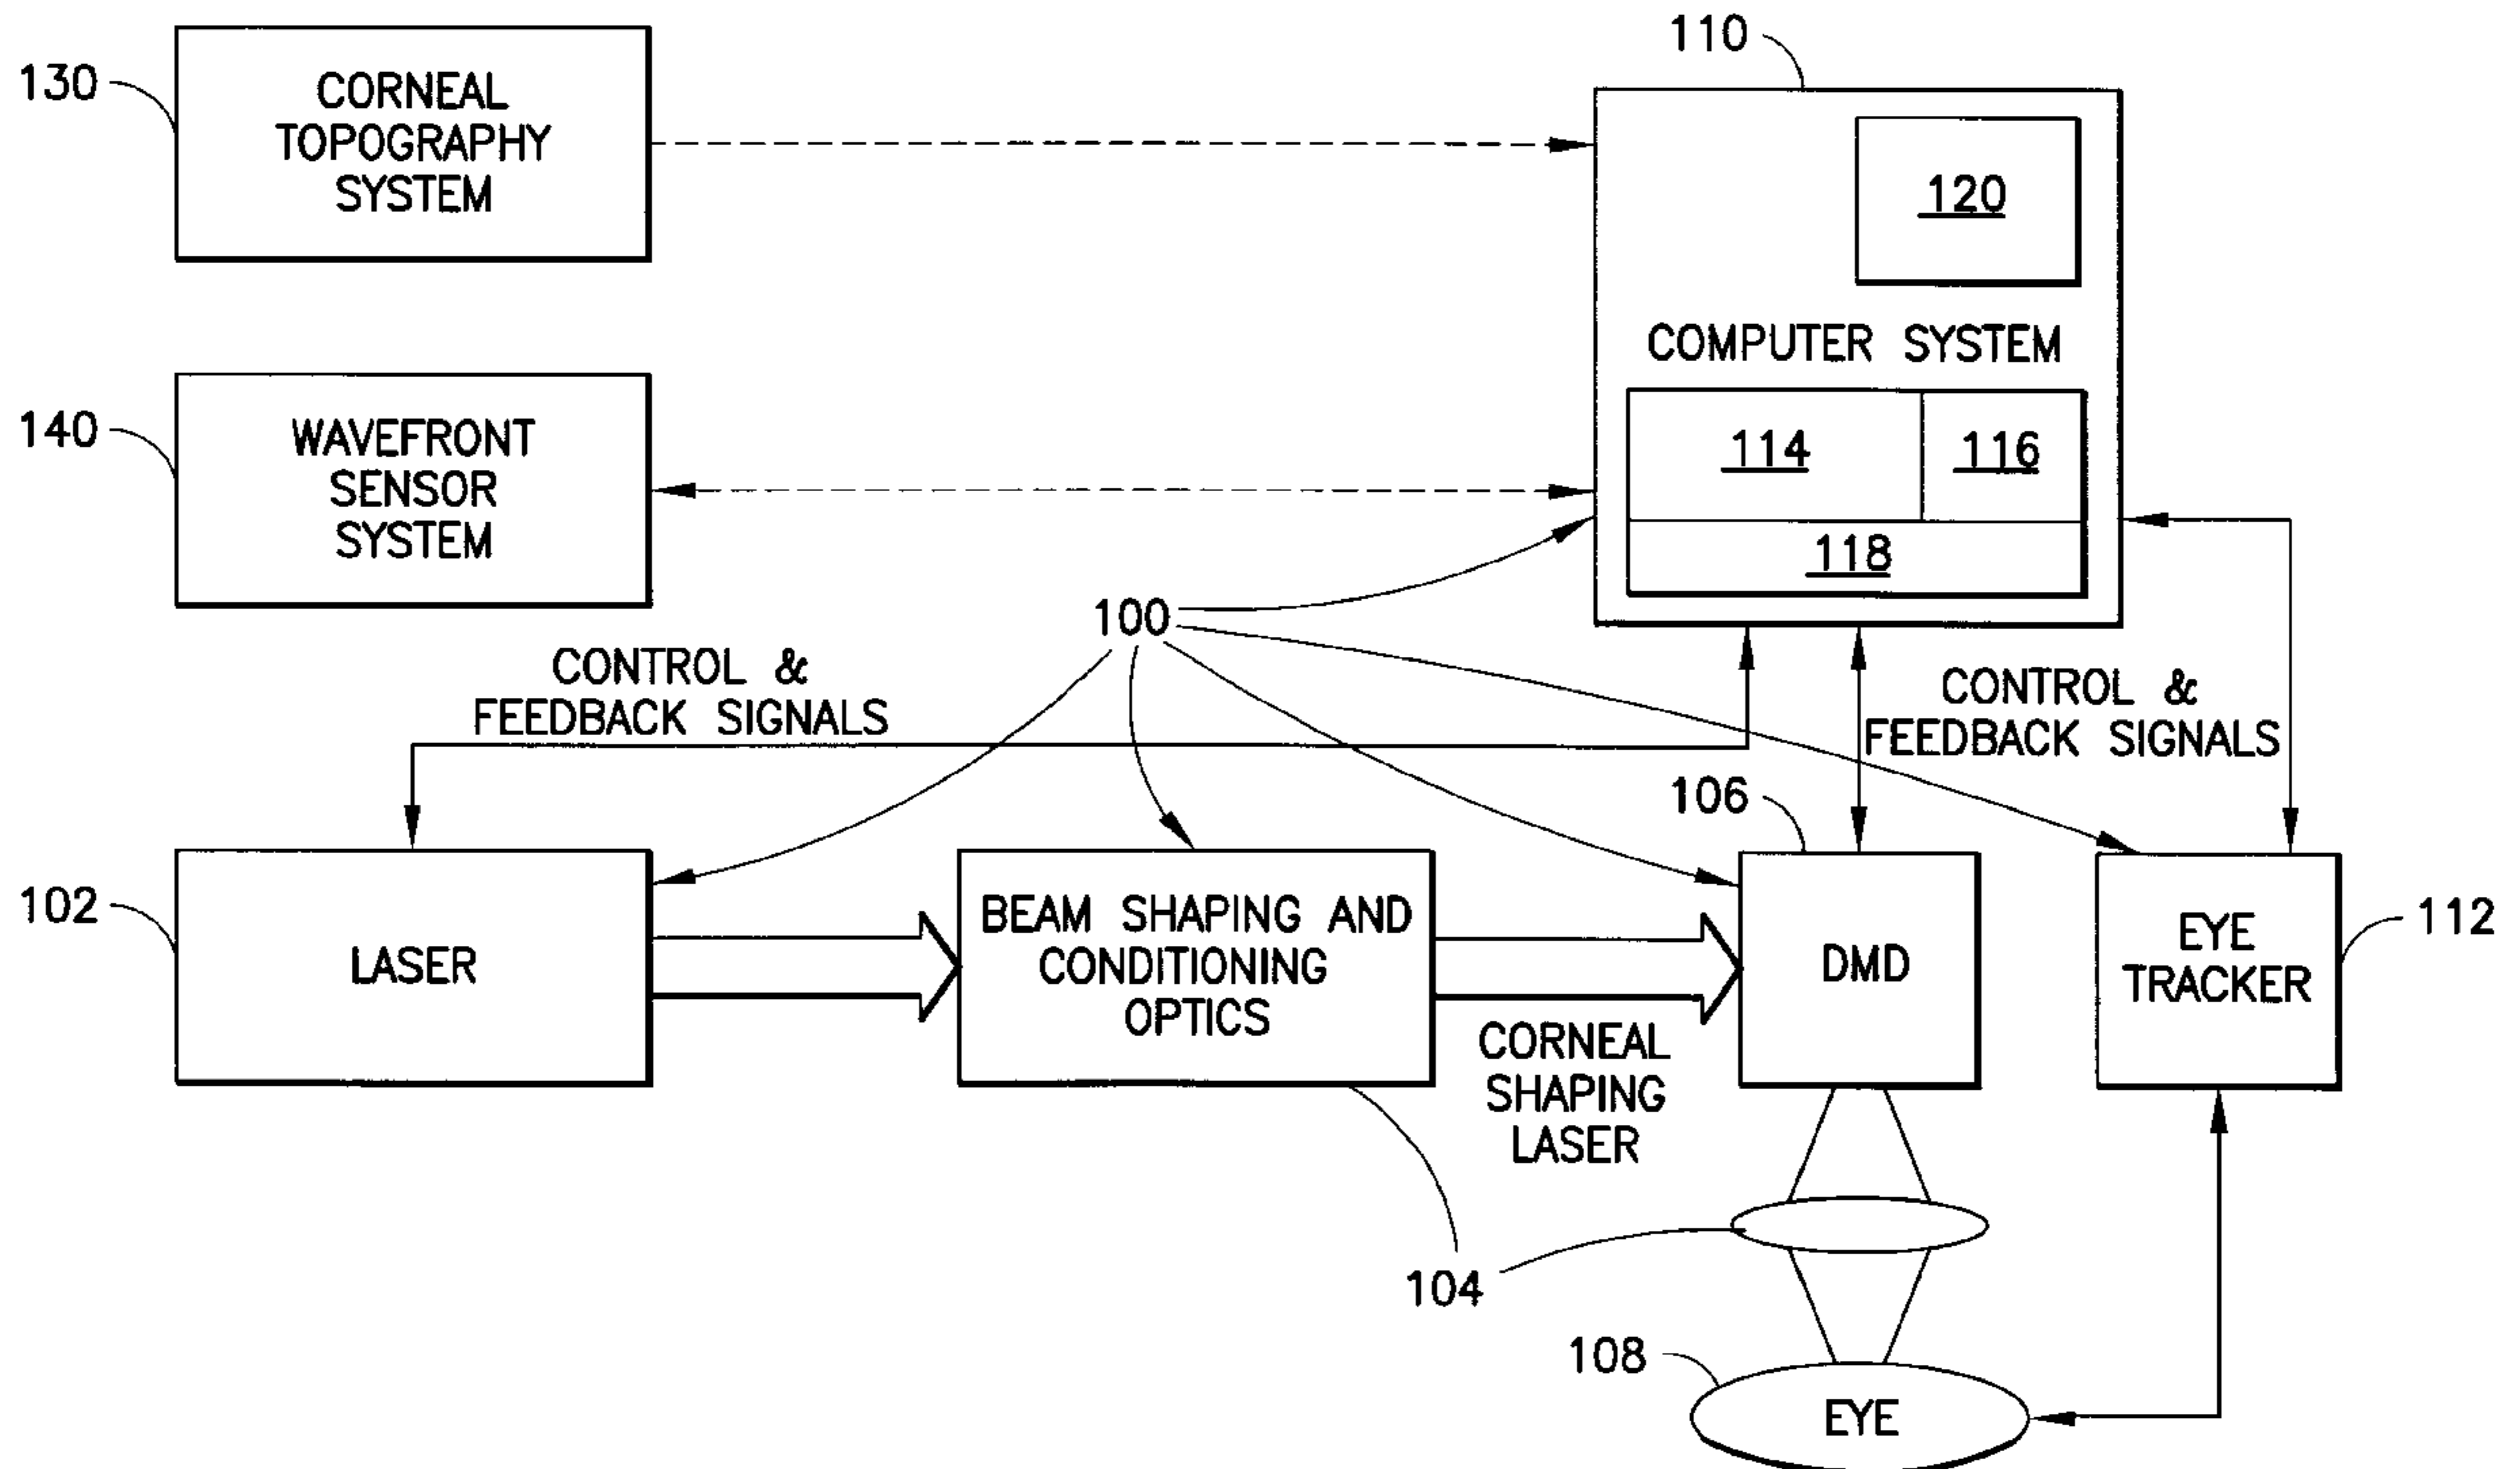 110
130
CORNEAL
TOPOGRAPHY
SYSTEM
120
COMPUTER SYSTEM
140
WAVEFRONT
SENSOR
SYSTEM
114
116
118
100
CONTROL &
FEEDBACK SIGNALS
CONTROL &
FEEDBACK SIGNALS
106
102
LASER
BEAM SHAPING AND
CONDITIONING
OPTICS
DMD
EYE
TRACKER
112
CORNEAL
SHAPING
LASER
104
108
EYE